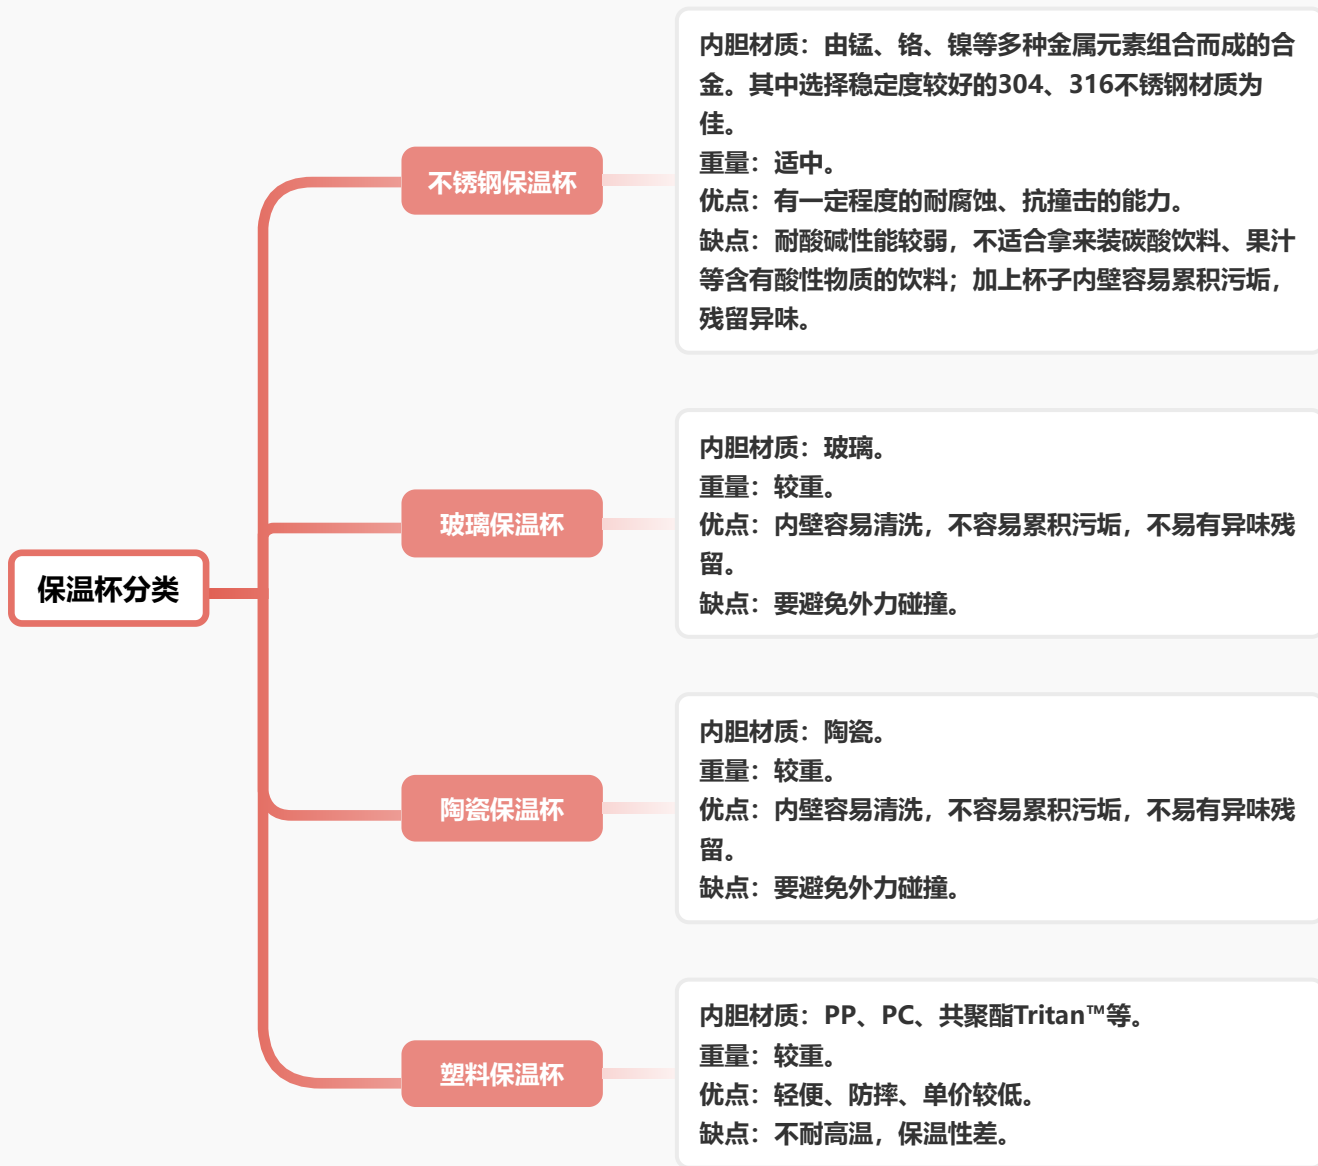 保温杯分类
不锈钢保温杯
内胆材质：由锰、铬、镍等多种金属元素组合而成的合
金。其中选择稳定度较好的304、316不锈钢材质为
佳。
重量：适中。
优点：有一定程度的耐腐蚀、抗撞击的能力。
缺点：耐酸碱性能较弱，不适合拿来装碳酸饮料、果汁
等含有酸性物质的饮料；加上杯子内壁容易累积污垢，
残留异味。
玻璃保温杯
内胆材质：玻璃。
重量：较重。
优点：内壁容易清洗，不容易累积污垢，不易有异味残
留。
缺点：要避免外力碰撞。
陶瓷保温杯
内胆材质：陶瓷。
重量：较重。
优点：内壁容易清洗，不容易累积污垢，不易有异味残
留。
缺点：要避免外力碰撞。
塑料保温杯
内胆材质：PP、PC、共聚酯Tritan™等。
重量：较重。
优点：轻便、防摔、单价较低。
缺点：不耐高温，保温性差。